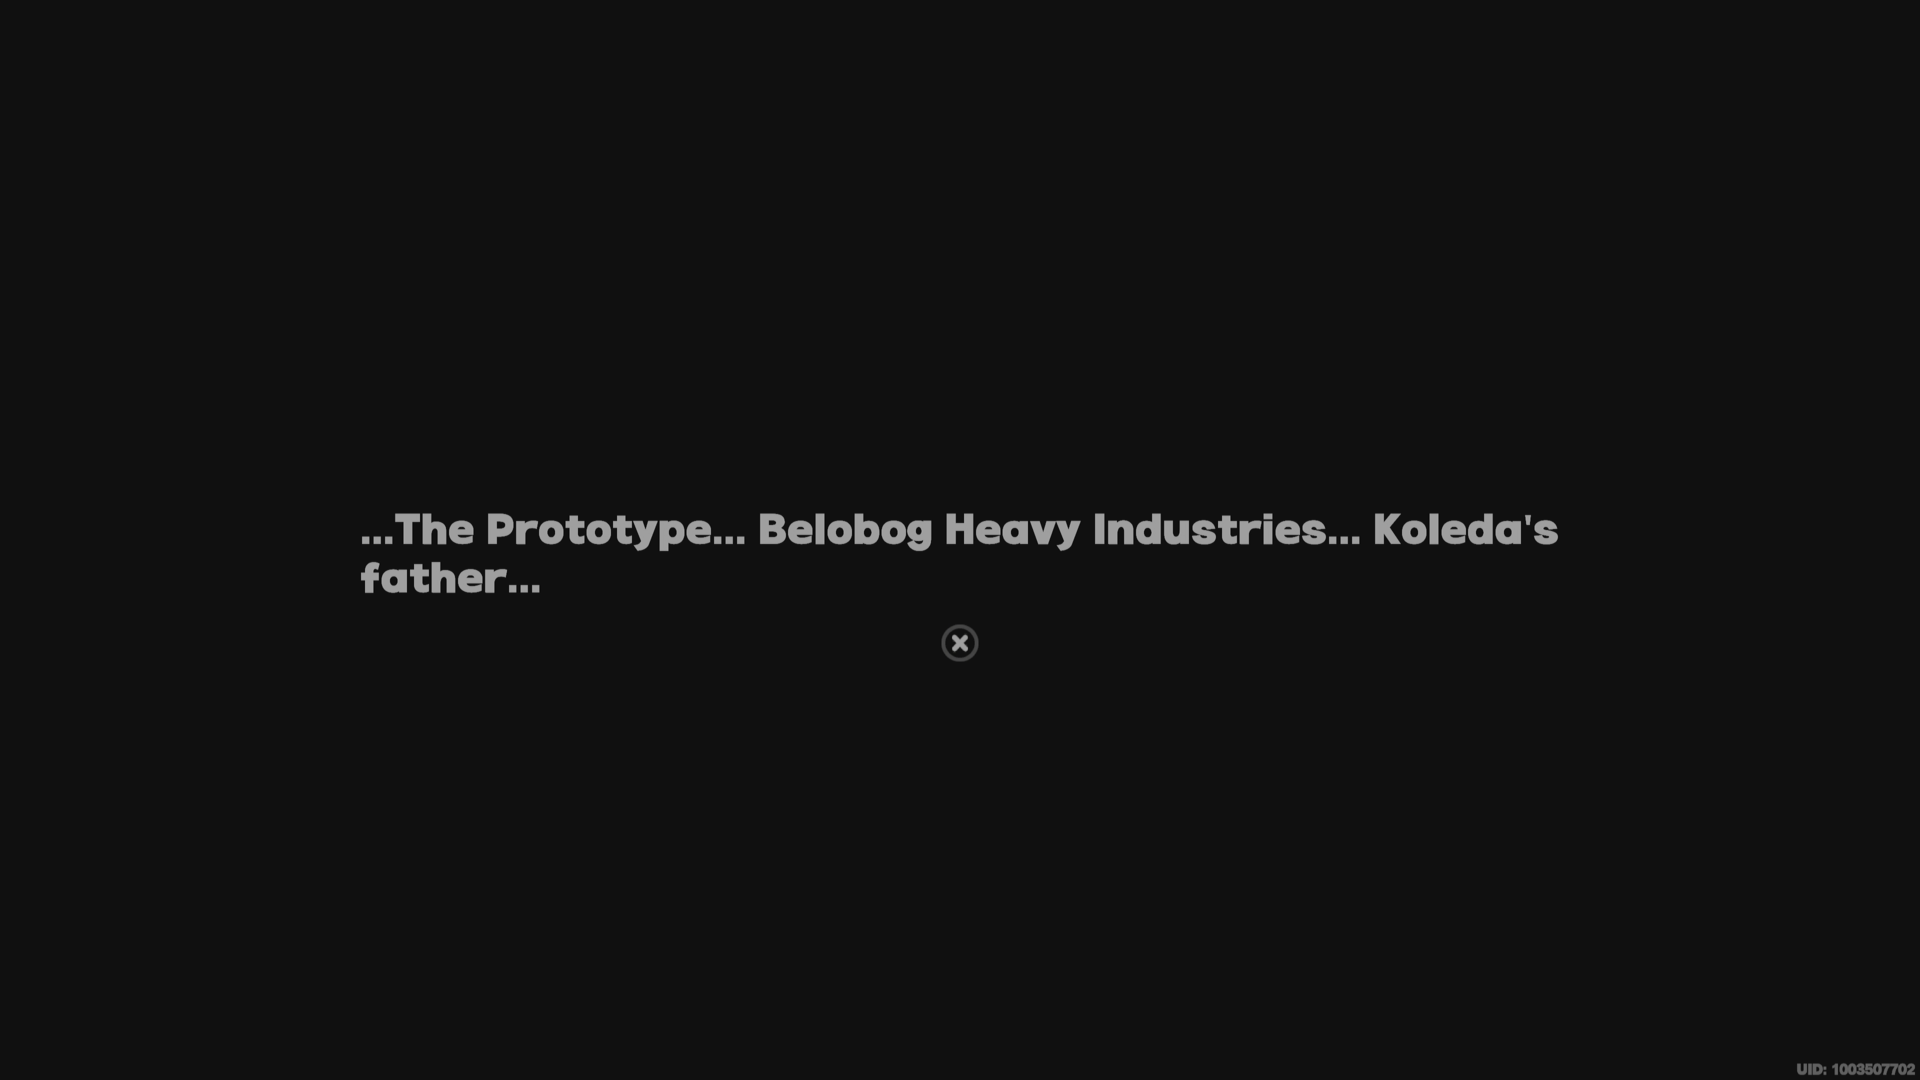 ...The Prototype... Belobog Heavy Industries... Koleda's
father...
UID: 1003507702